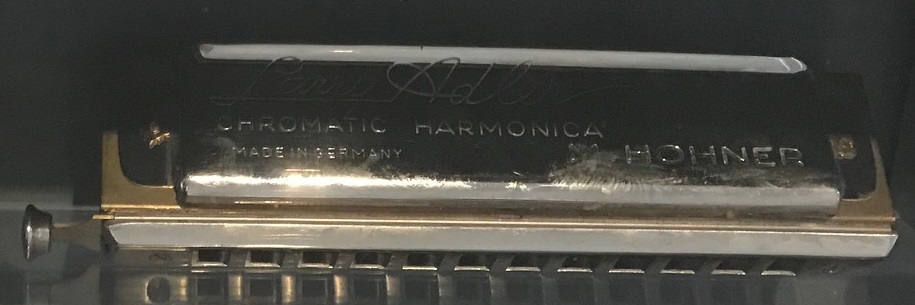 Larry Adler
CHROMATIC HARMONICA
MADE IN GERMANY HOHNER